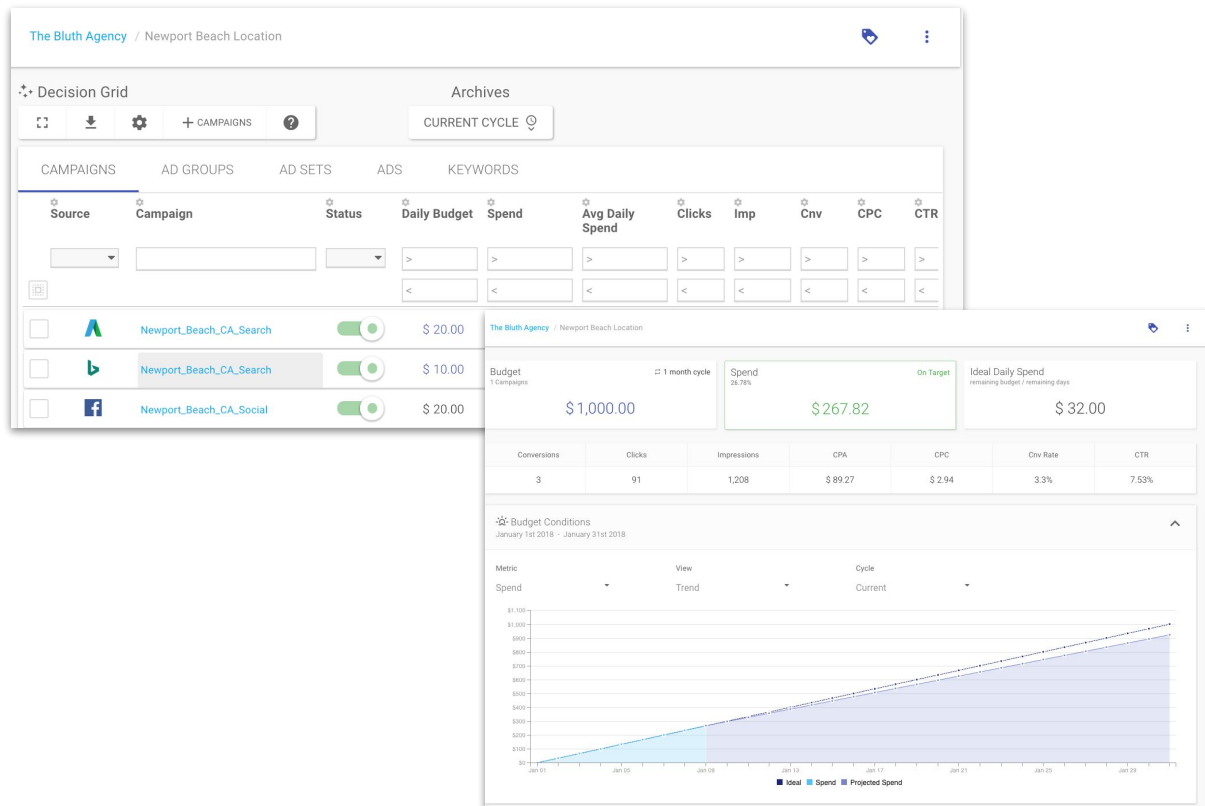 The Bluth Agency / Newport Beach Location
Decision Grid
Archives
+ CAMPAIGNS
?
CURRENT CYCLE
CAMPAIGNS AD GROUPS AD SETS ADS KEYWORDS
Source Campaign Status Daily Budget Spend Avg Daily Spend Clicks Imp Cnv CPC CTR
> > > > > > > >
< < < < < < < <
Newport_Beach_CA_Search $ 20.00
Newport_Beach_CA_Search $ 10.00
Newport_Beach_CA_Social $ 20.00
The Bluth Agency / Newport Beach Location
Budget 1 month cycle
1 Campaigns
$ 1,000.00
Spend On Target
26.78%
$ 267.82
Ideal Daily Spend
remaining budget / remaining days
$ 32.00
Conversions Clicks Impressions CPA CPC Cnv Rate CTR
3 91 1,208 $ 89.27 $ 2.94 3.3% 7.53%
Budget Conditions
January 1st 2018 - January 31st 2018
Metric View Cycle
Spend Trend Current
$1,100
$1,000
$900
$800
$700
$600
$500
$400
$300
$200
$100
$0
Jan 01 Jan 05 Jan 09 Jan 13 Jan 17 Jan 21 Jan 25 Jan 29
Ideal Spend Projected Spend